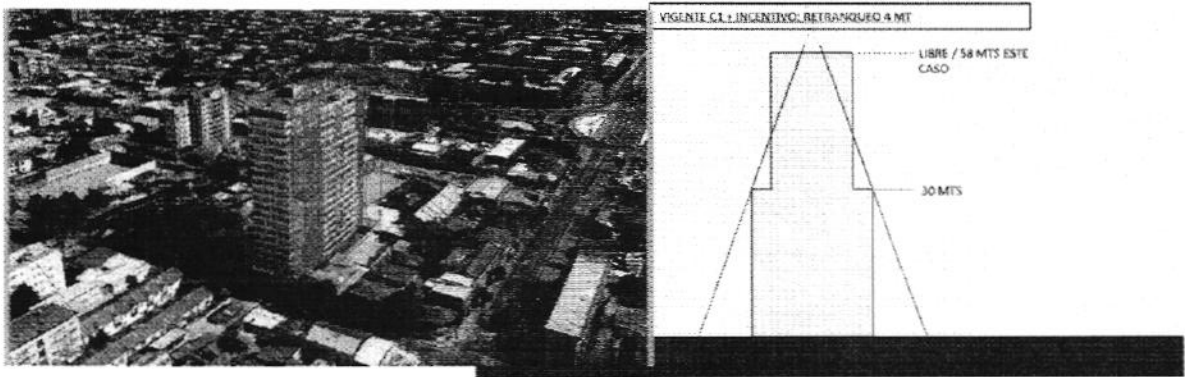 VIGENTE C1 + INCENTIVO: RETRANQUEO 4 MT
LIBRE / 58 MTS ESTE
CASO
30 MTS